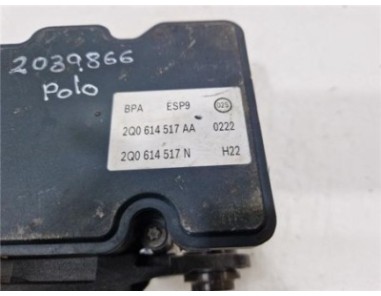 2039866
Polo
BPA ESP9
2Q0 614 517 AA 0222
2Q0 614 517 N H22